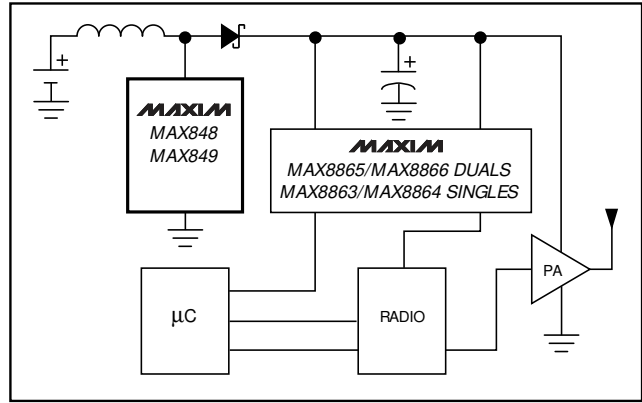 +
+
MAXIM
MAX848
MAX849
MAXIM
MAX8865/MAX8866 DUALS
MAX8863/MAX8864 SINGLES
PA
µC
RADIO